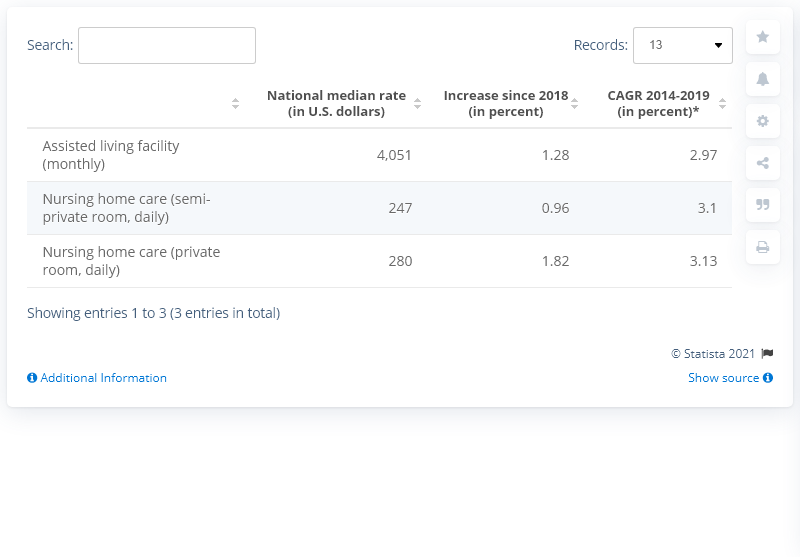 Search:
Records: 13
National median rate (in U.S. dollars)
Increase since 2018 (in percent)
CAGR 2014-2019 (in percent)*
Assisted living facility (monthly) 4,051 1.28 2.97
Nursing home care (semi-private room, daily) 247 0.96 3.1
Nursing home care (private room, daily) 280 1.82 3.13
Showing entries 1 to 3 (3 entries in total)
© Statista 2021
Additional Information
Show source